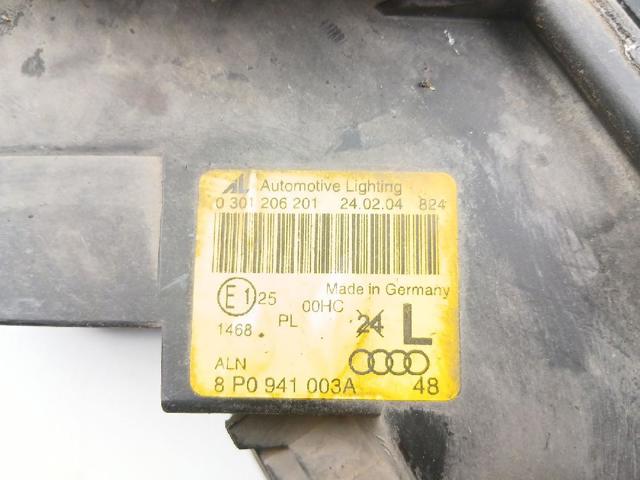 AL Automotive Lighting
0 301 206 201 24.02.04 824
Made in Germany
E1 25 00HC
1468. PL 24 L
ALN
8 P0 941 003A 48